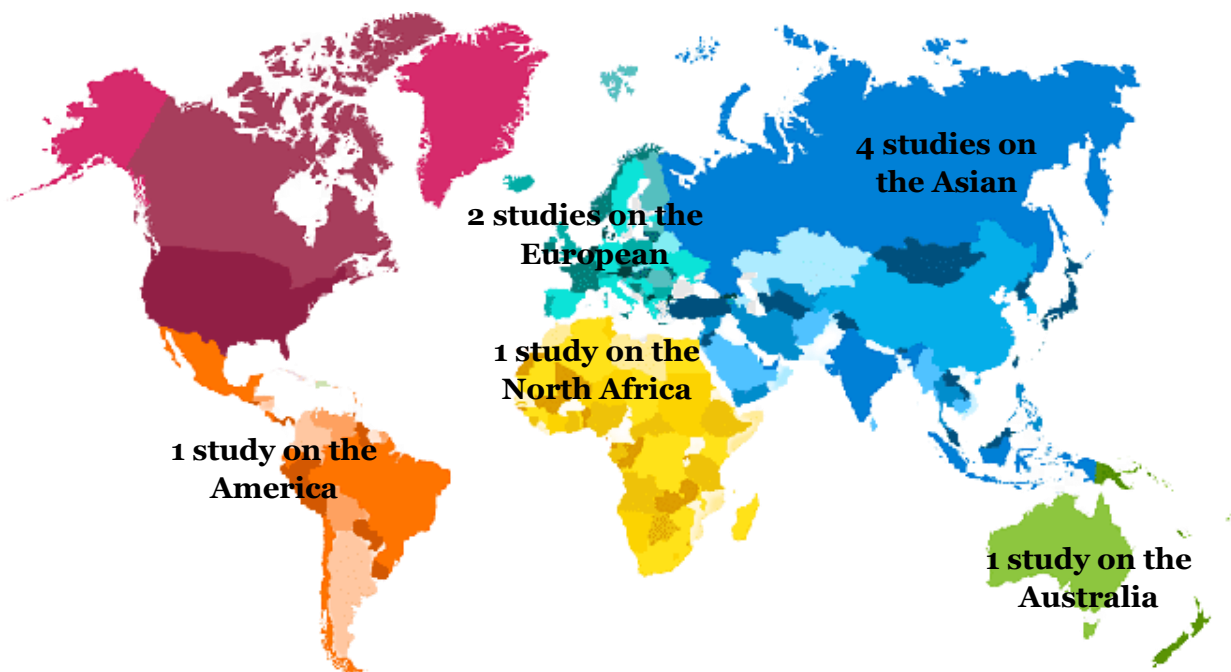 4 studies on
the Asian
2 studies on the
European
1 study on the
North Africa
1 study on the
America
1 study on the
Australia